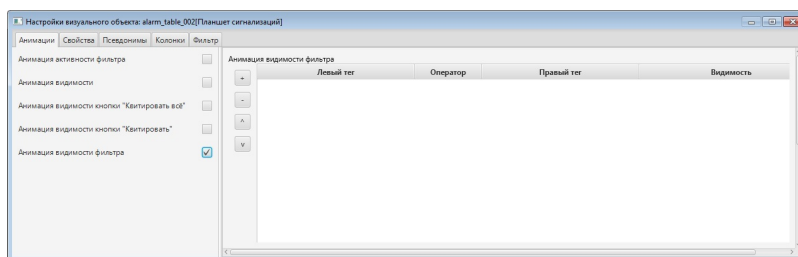 Настройки визуального объекта: alarm_table_002[Планшет сигнализаций]
Анимации Свойства Псевдонимы Колонки Фильтр
Анимация активности фильтра
Анимация видимости
Анимация видимости кнопки "Квитировать всё"
Анимация видимости кнопки "Квитировать"
Анимация видимости фильтра
Анимация видимости фильтра
Левый тег Оператор Правый тег Видимость
+
-
^
v